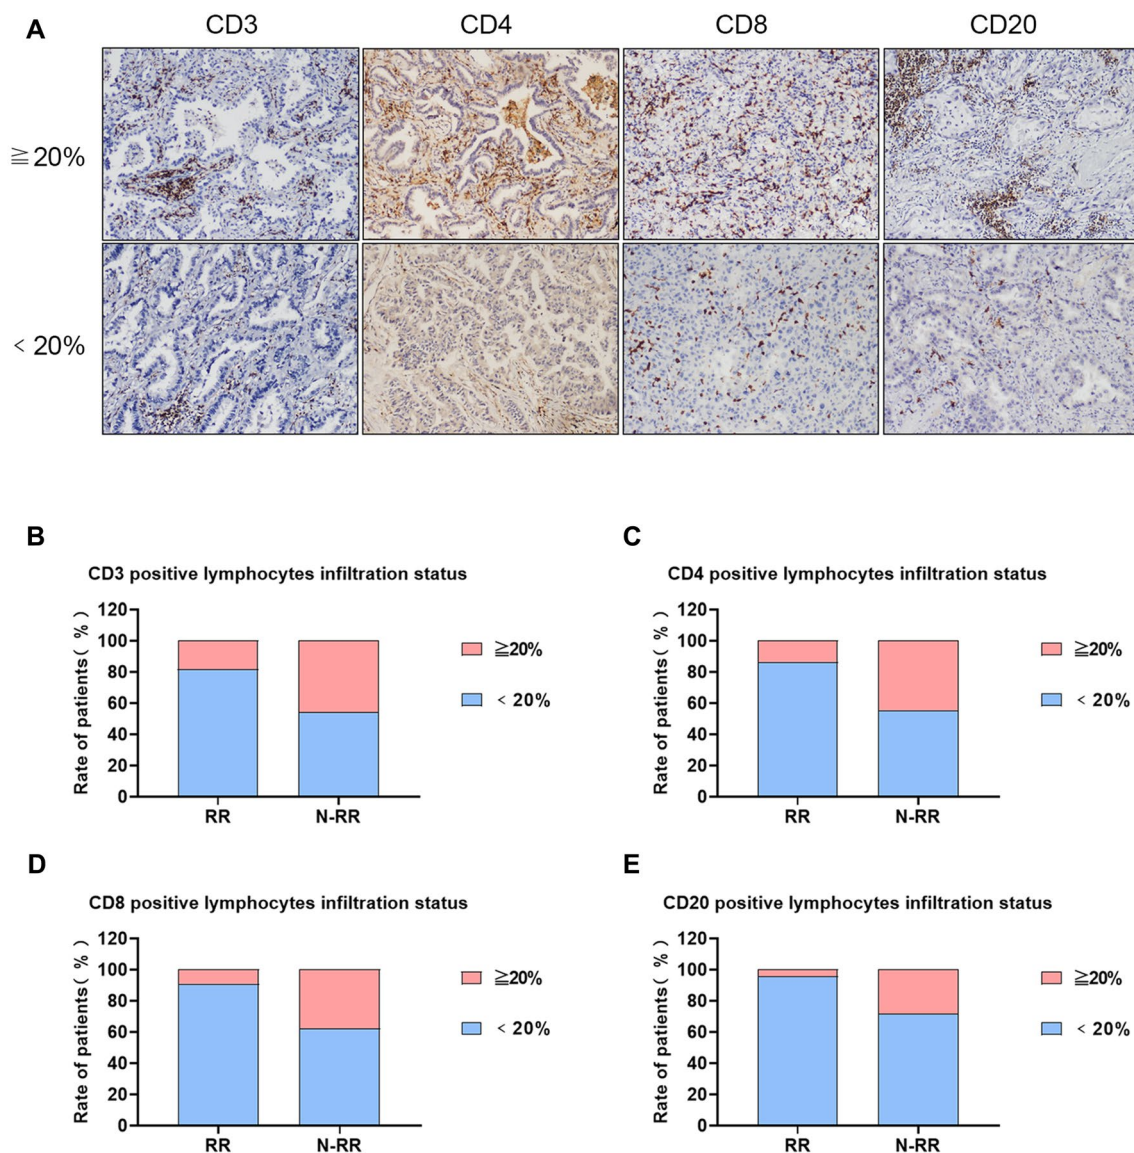 A
CD3 CD4 CD8 CD20
≧20%
< 20%
B
CD3 positive lymphocytes infiltration status
Rate of patients( % )
120
100
80
60
40
20
0
RR N-RR
≧20%
< 20%
C
CD4 positive lymphocytes infiltration status
Rate of patients( % )
120
100
80
60
40
20
0
RR N-RR
≧20%
< 20%
D
CD8 positive lymphocytes infiltration status
Rate of patients( % )
120
100
80
60
40
20
0
RR N-RR
≧20%
< 20%
E
CD20 positive lymphocytes infiltration status
Rate of patients( % )
120
100
80
60
40
20
0
RR N-RR
≧20%
< 20%